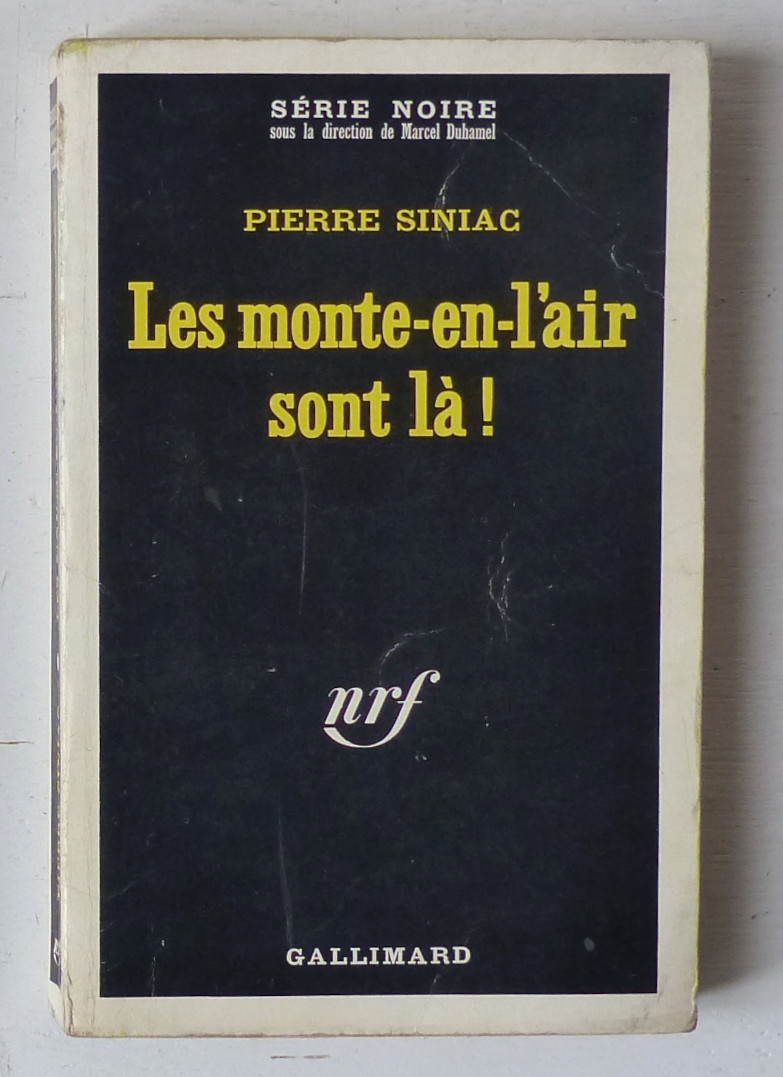 SÉRIE NOIRE
sous la direction de Marcel Duhamel
PIERRE SINIAC
Les monte-en-l'air
sont là !
nrf
GALLIMARD